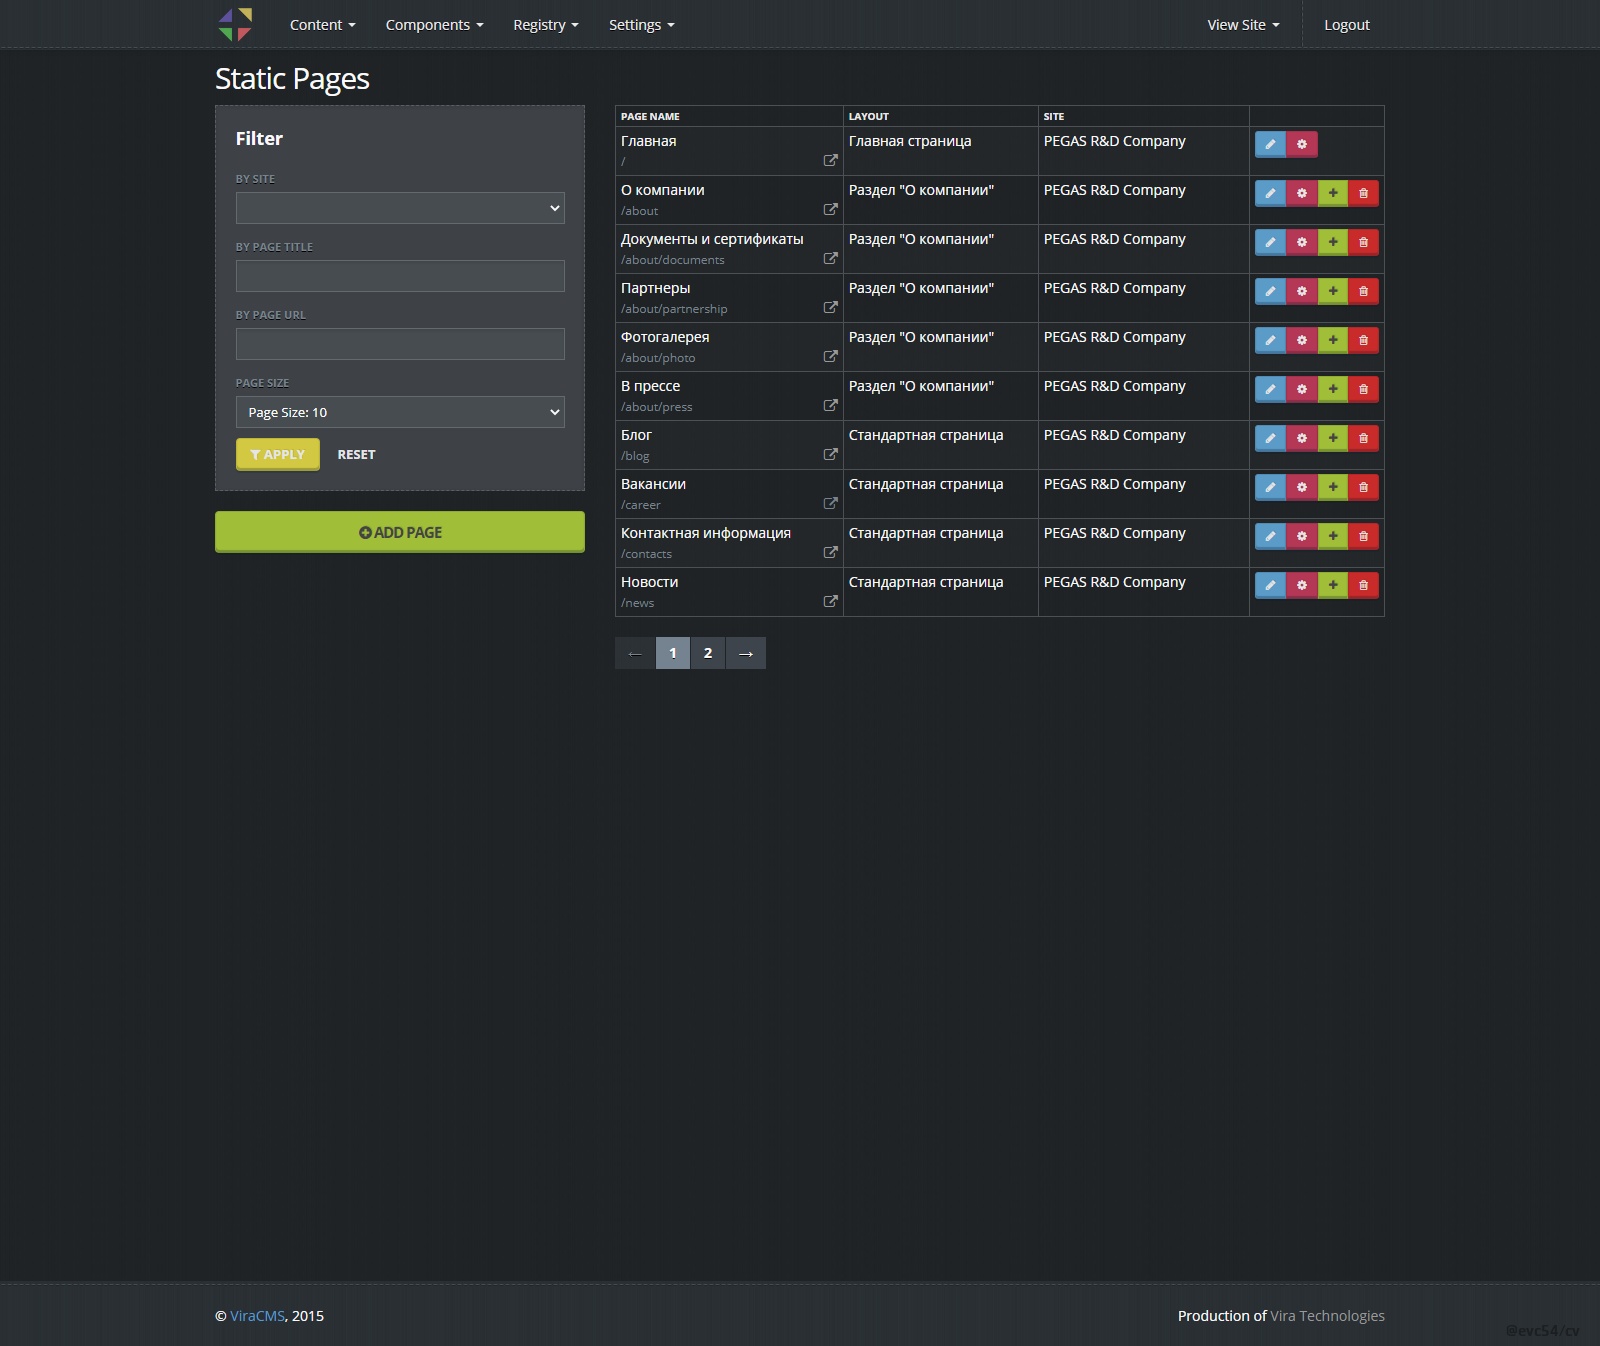 Content Components Registry Settings View Site Logout
Static Pages
Filter
BY SITE
BY PAGE TITLE
BY PAGE URL
PAGE SIZE
Page Size: 10
APPLY RESET
ADD PAGE
PAGE NAME LAYOUT SITE
Главная Главная страница PEGAS R&D Company
/
О компании Раздел "О компании" PEGAS R&D Company
/about
Документы и сертификаты Раздел "О компании" PEGAS R&D Company
/about/documents
Партнеры Раздел "О компании" PEGAS R&D Company
/about/partnership
Фотогалерея Раздел "О компании" PEGAS R&D Company
/about/photo
В прессе Раздел "О компании" PEGAS R&D Company
/about/press
Блог Стандартная страница PEGAS R&D Company
/blog
Вакансии Стандартная страница PEGAS R&D Company
/career
Контактная информация Стандартная страница PEGAS R&D Company
/contacts
Новости Стандартная страница PEGAS R&D Company
/news
← 1 2 →
© ViraCMS, 2015 Production of Vira Technologies
@evc54/cv